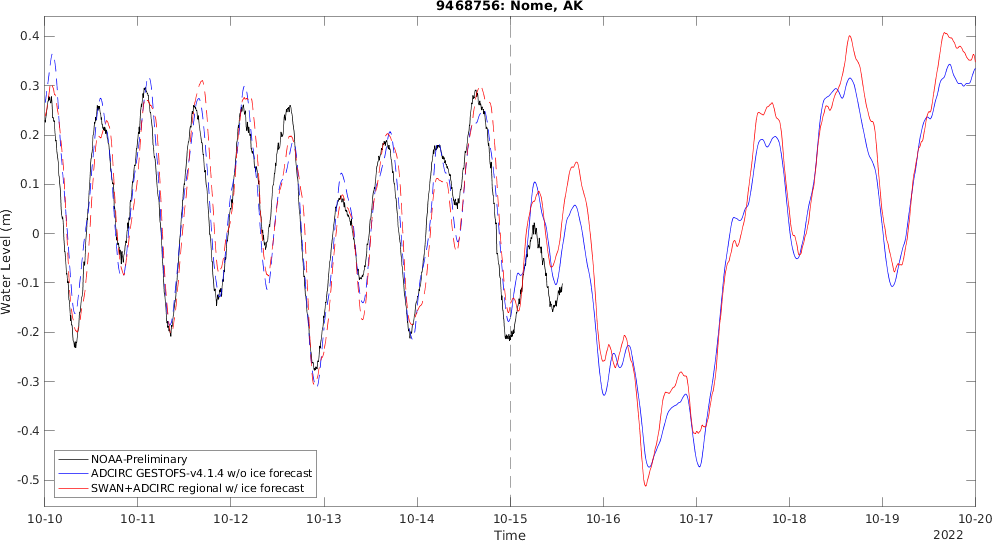 9468756: Nome, AK
0.4
0.3
0.2
0.1
0
-0.1
-0.2
-0.3
-0.4
-0.5
Water Level (m)
NOAA-Preliminary
ADCIRC GESTOFS-v4.1.4 w/o ice forecast
SWAN+ADCIRC regional w/ ice forecast
10-10 10-11 10-12 10-13 10-14 10-15 10-16 10-17 10-18 10-19 10-20
Time
2022